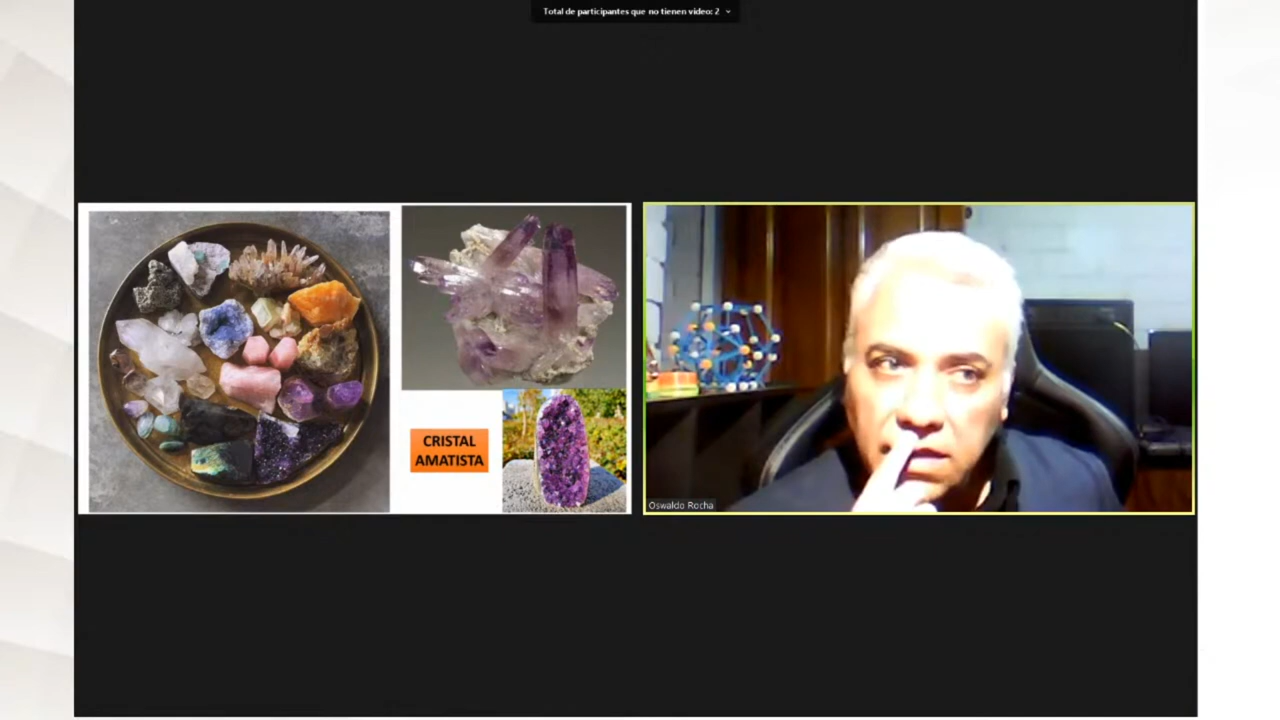 Total de participantes que no tienen video: 2
CRISTAL
AMATISTA
Oswaldo Rocha